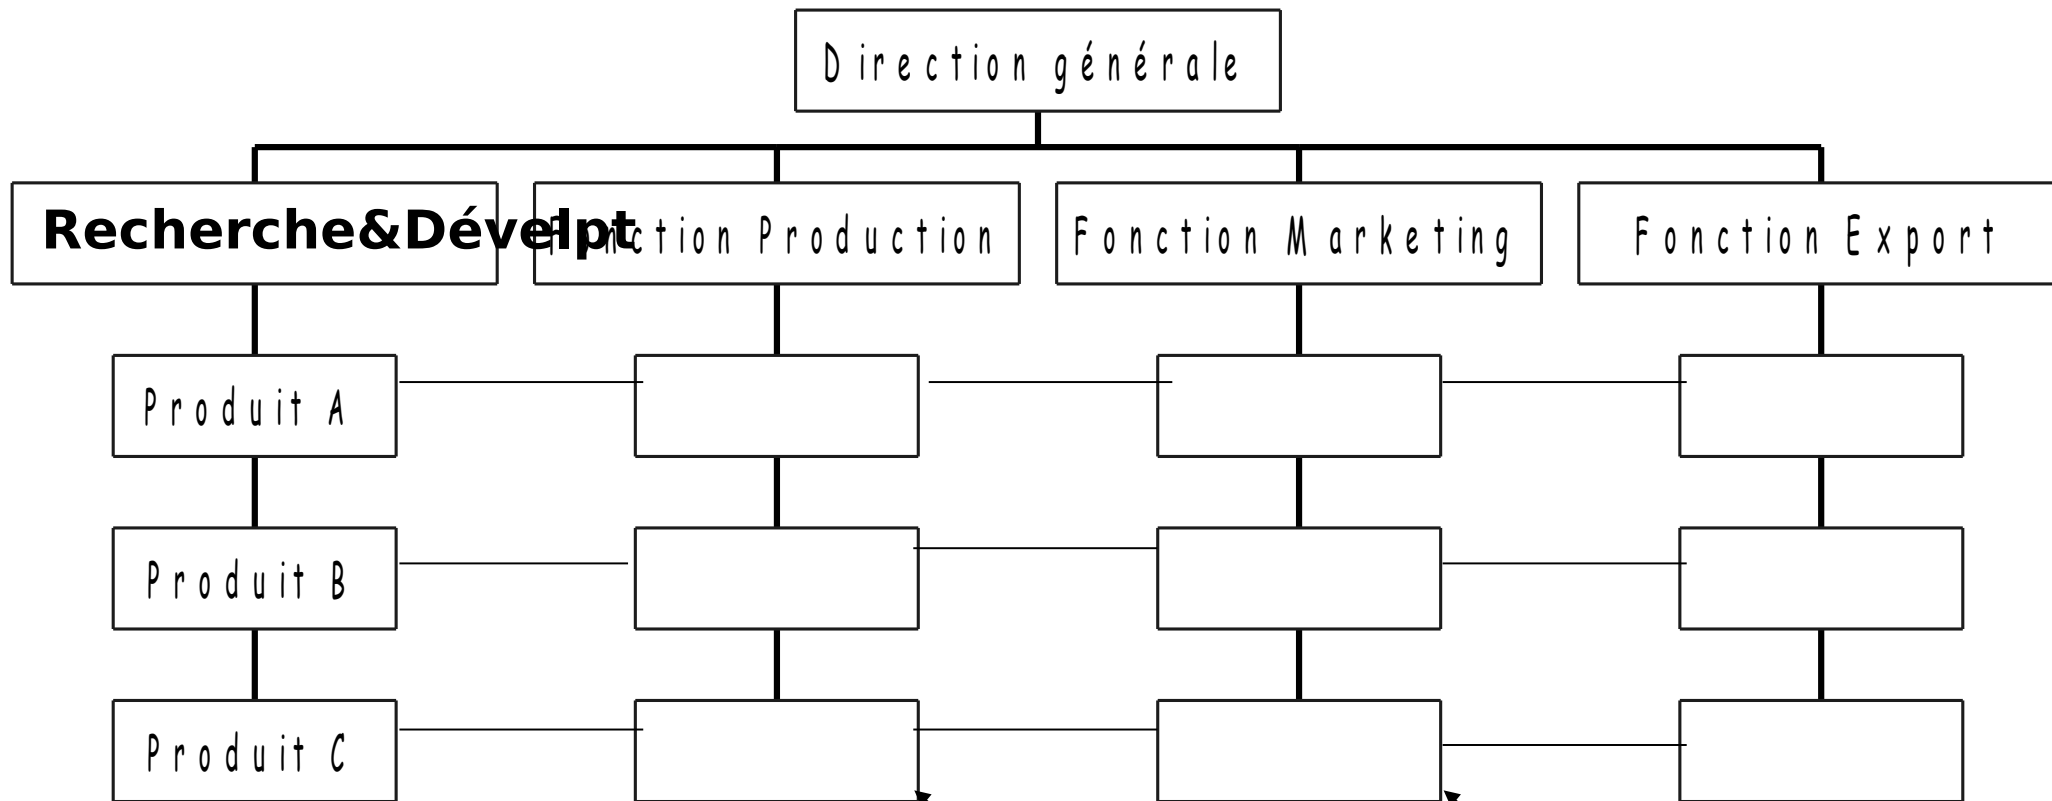 Direction générale
Recherche&Dévelpt
Fonction Production
Fonction Marketing
Fonction Export
Produit A
Produit B
Produit C